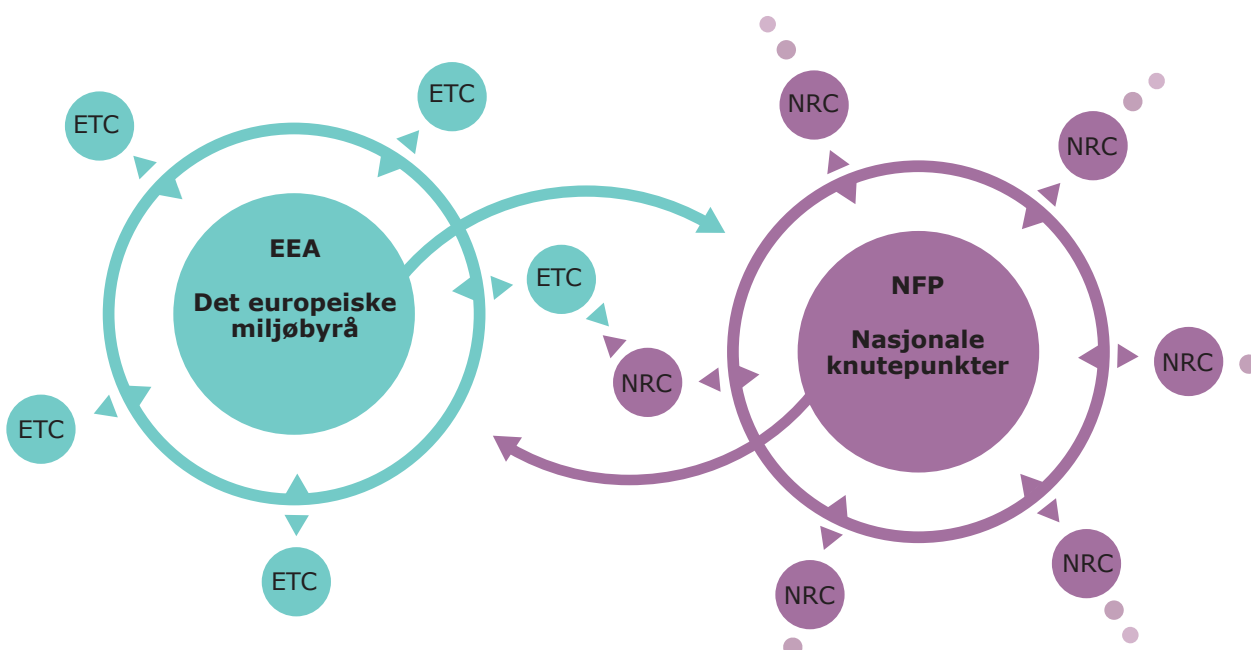 ETC
ETC
EEA
Det europeiske
miljøbyrå
ETC
ETC
ETC
NRC
NRC
NFP
Nasjonale
knutepunkter
NRC
NRC
NRC
NRC